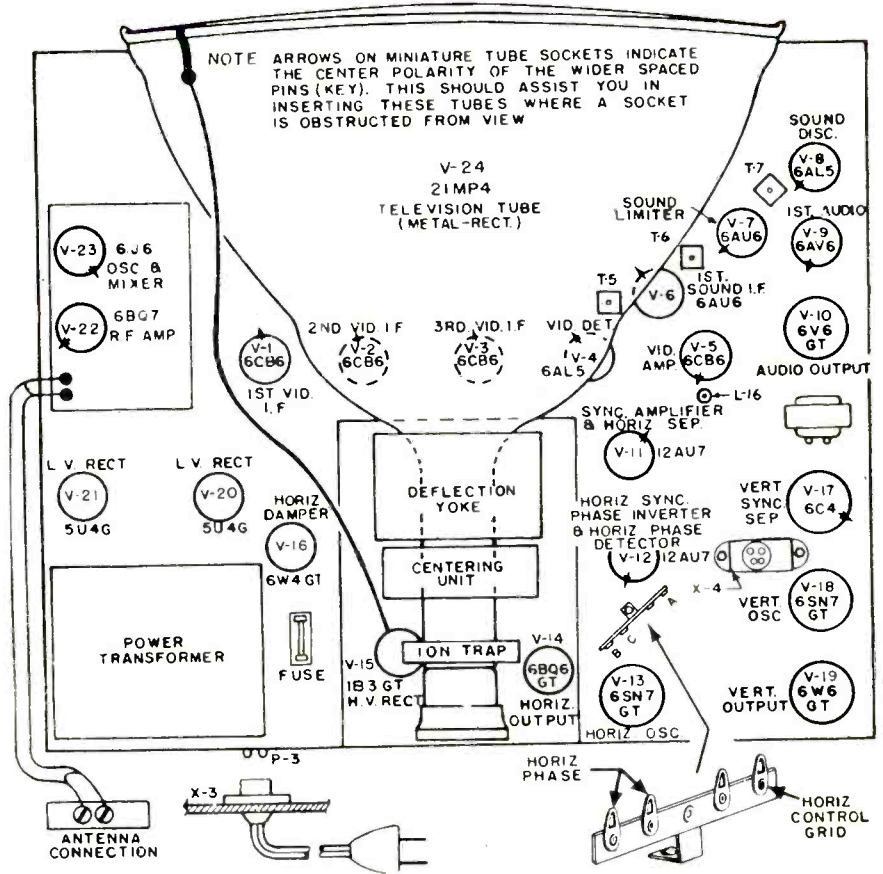 NOTE ARROWS ON MINIATURE TUBE SOCKETS INDICATE
THE CENTER POLARITY OF THE WIDER SPACED
PINS (KEY). THIS SHOULD ASSIST YOU IN
INSERTING THESE TUBES WHERE A SOCKET
IS OBSTRUCTED FROM VIEW
V-24
21MP4
TELEVISION TUBE
(METAL-RECT.)
SOUND
DISC.
V-8
6AL5
T-7
SOUND
LIMITER
V-7
6AU6
1ST. AUDIO
V-9
6AV6
T-6
1ST.
SOUND I.F.
6AU6
V-6
T-5
V-23
6J6
OSC &
MIXER
V-22
6BQ7
R.F AMP
V-1
6CB6
1ST VID.
I.F
2ND VID. I.F
V-2
6CB6
3RD. VID. I.F
V-3
6CB6
VID. DET.
V-4
6AL5
VID.
AMP.
V-5
6CB6
L-16
V-10
6V6
GT
AUDIO OUTPUT
SYNC. AMPLIFIER
& HORIZ SEP.
V-11
12AU7
L.V. RECT
V-21
5U4G
L.V. RECT
V-20
5U4G
HORIZ
DAMPER
V-16
6W4GT
DEFLECTION
YOKE
CENTERING
UNIT
HORIZ SYNC.
PHASE INVERTER
& HORIZ PHASE
DETECTOR
V-12
12AU7
VERT
SYNC
SEP
V-17
6C4
X-4
VERT.
OSC
V-18
6SN7
GT
A
C
B
POWER
TRANSFORMER
FUSE
V-15
1B3GT
H.V. RECT
ION TRAP
V-14
6BQ6
GT
HORIZ.
OUTPUT
V-13
6SN7
GT
HORIZ OSC
VERT.
OUTPUT
V-19
6W6
GT
P-3
X-3
ANTENNA
CONNECTION
HORIZ
PHASE
HORIZ
CONTROL
GRID